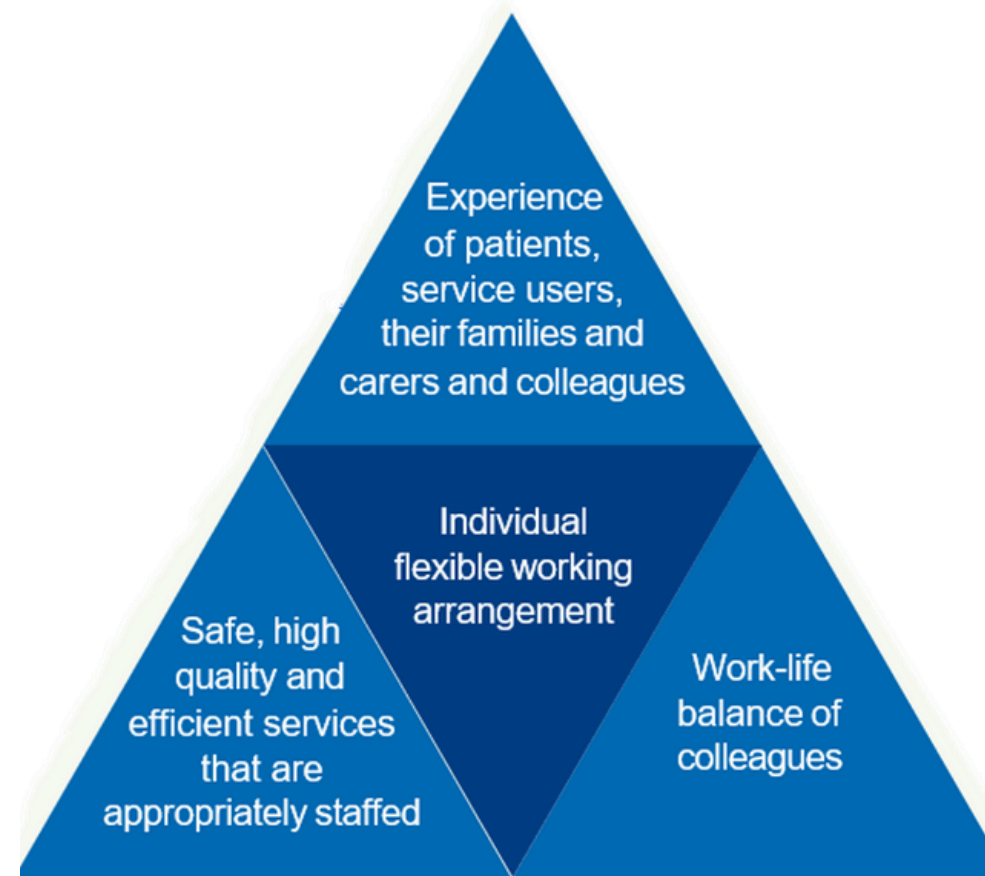 Experience
of patients,
service users,
their families and
carers and colleagues
Individual
flexible working
arrangement
Safe, high
quality and
efficient services
that are
appropriately staffed
Work-life
balance of
colleagues